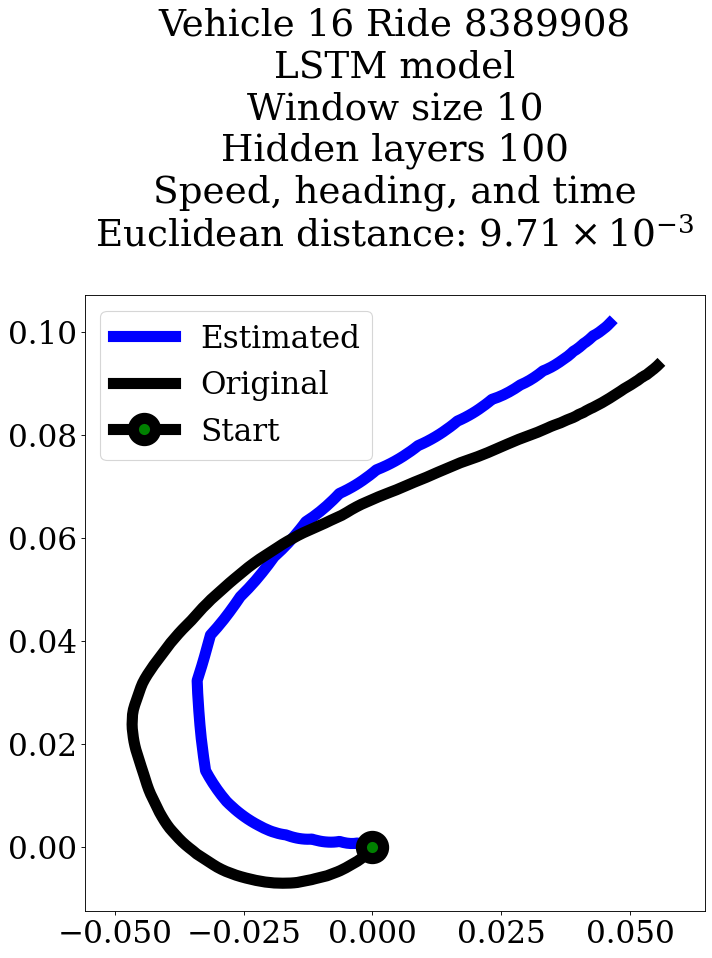 Vehicle 16 Ride 8389908
LSTM model
Window size 10
Hidden layers 100
Speed, heading, and time
Euclidean distance: 9.71 × 10⁻³
Estimated
Original
Start
0.10
0.08
0.06
0.04
0.02
0.00
−0.050 −0.025 0.000 0.025 0.050